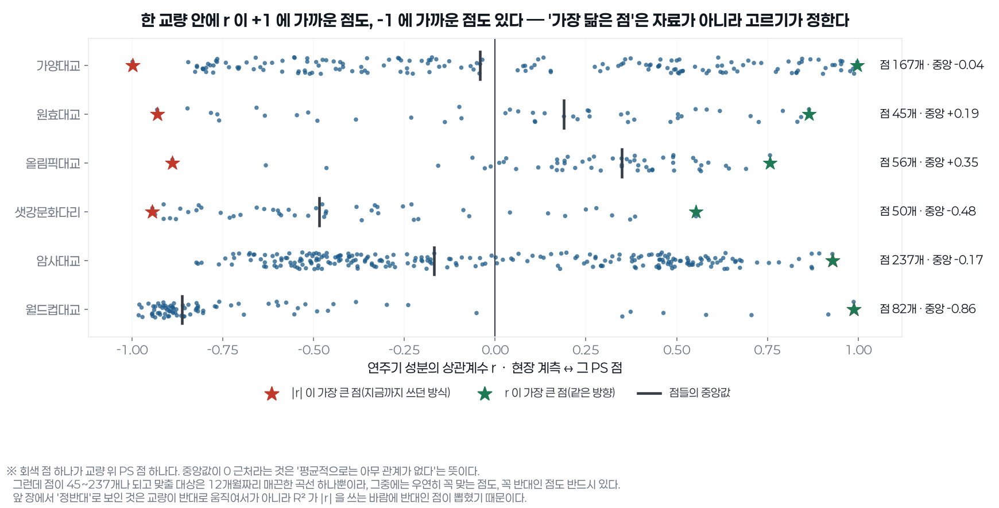 한 교량 안에 r 이 +1 에 가까운 점도, -1 에 가까운 점도 있다 — '가장 닮은 점'은 자료가 아니라 고르기가 정한다
가양대교
점 167개 · 중앙 -0.04
원효대교
점 45개 · 중앙 +0.19
올림픽대교
점 56개 · 중앙 +0.35
샛강문화다리
점 50개 · 중앙 -0.48
암사대교
점 237개 · 중앙 -0.17
월드컵대교
점 82개 · 중앙 -0.86
-1.00 -0.75 -0.50 -0.25 0.00 0.25 0.50 0.75 1.00
연주기 성분의 상관계수 r · 현장 계측 ↔ 그 PS 점
|r| 이 가장 큰 점(지금까지 쓰던 방식) r 이 가장 큰 점(같은 방향) 점들의 중앙값
※ 회색 점 하나가 교량 위 PS 점 하나다. 중앙값이 0 근처라는 것은 '평균적으로는 아무 관계가 없다'는 뜻이다.
그런데 점이 45~237개나 되고 맞출 대상은 12개월짜리 매끈한 곡선 하나뿐이라, 그중에는 우연히 꼭 맞는 점도, 꼭 반대인 점도 반드시 있다.
앞 장에서 '정반대'로 보인 것은 교량이 반대로 움직여서가 아니라 R² 가 |r| 을 쓰는 바람에 반대인 점이 뽑혔기 때문이다.